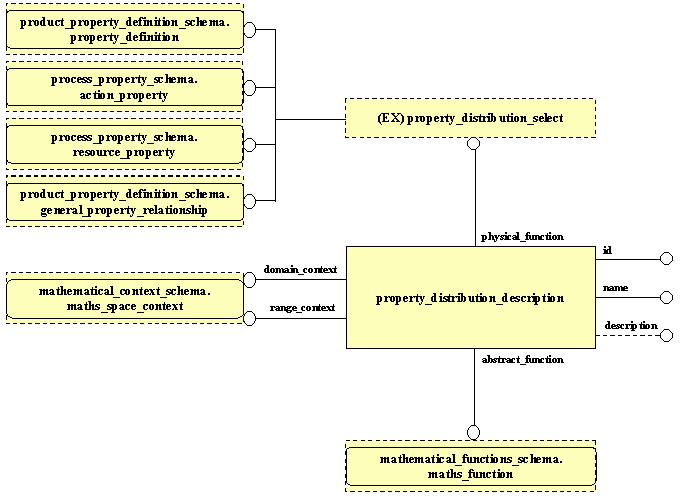 product_property_definition_schema.
property_definition
process_property_schema.
action_property
(EX) property_distribution_select
process_property_schema.
resource_property
product_property_definition_schema.
general_property_relationship
physical_function
id
domain_context
mathematical_context_schema.
maths_space_context
property_distribution_description
name
range_context
description
abstract_function
mathematical_functions_schema.
maths_function